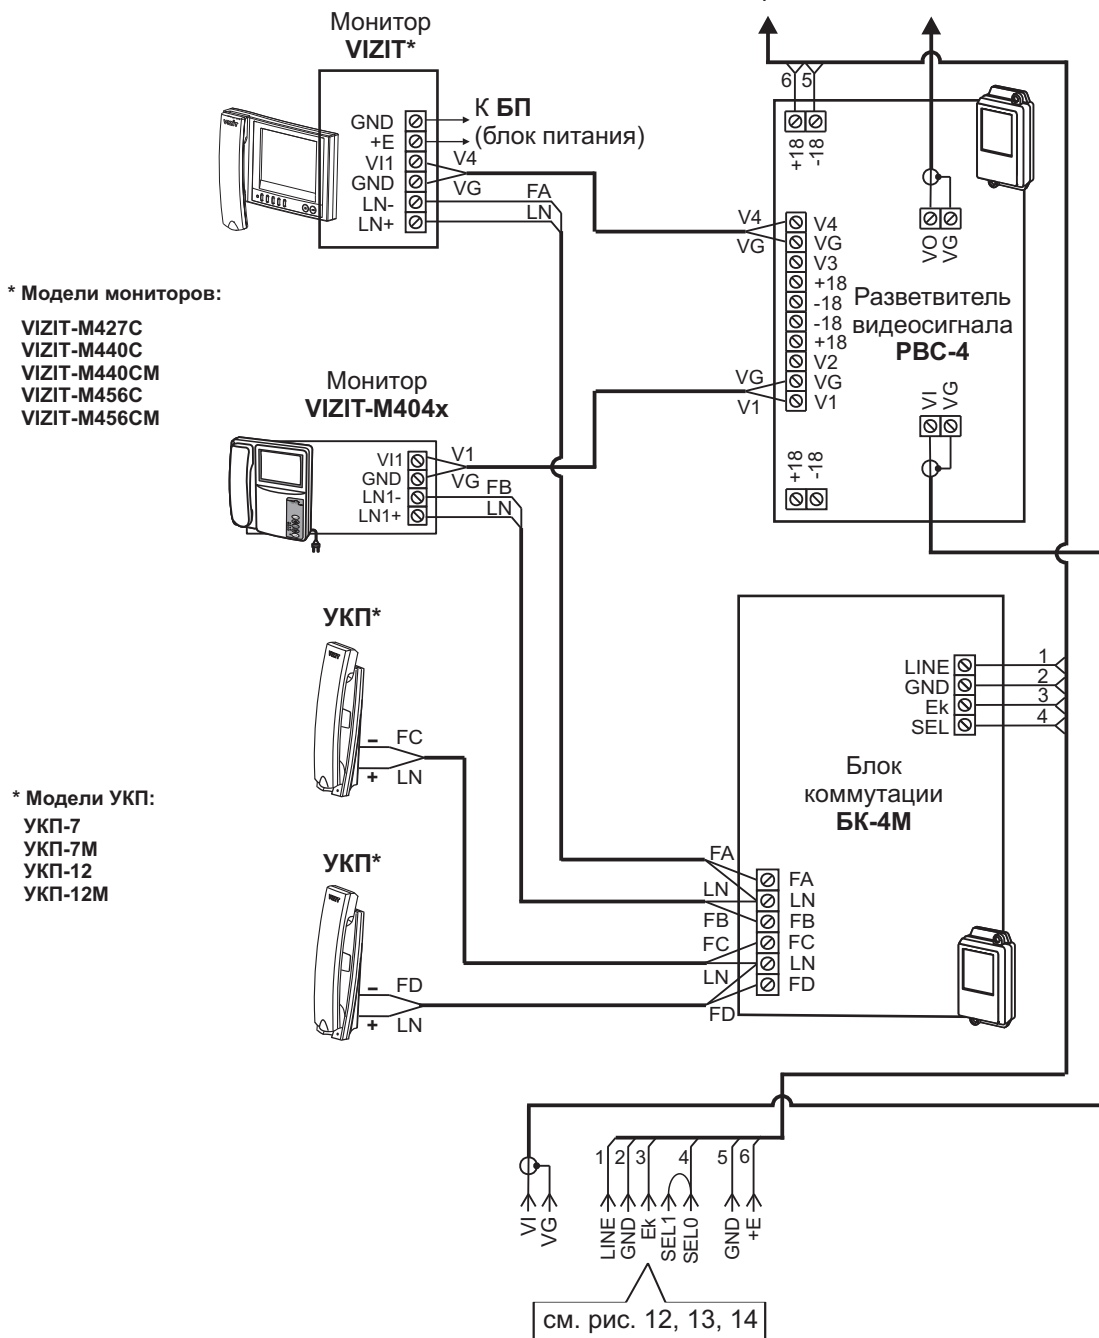 Монитор
VIZIT*
GND
+E
VI1
GND
LN-
LN+
К БП
(блок питания)
V4
VG
FA
LN
6
5
+18
-18
VO
VG
V4
VG
V4
VG
V3
+18
-18
-18
+18
V2
VG
V1
VG
V1
Разветвитель
видеосигнала
РВС-4
VI
VG
+18
-18
* Модели мониторов:
VIZIT-M427C
VIZIT-M440C
VIZIT-M440CM
VIZIT-M456C
VIZIT-M456CM
Монитор
VIZIT-M404x
VI1
GND
LN1-
LN1+
V1
VG
FB
LN
УКП*
–
FC
+
LN
* Модели УКП:
УКП-7
УКП-7М
УКП-12
УКП-12М
УКП*
–
FD
+
LN
LINE
GND
Ek
SEL
1
2
3
4
Блок
коммутации
БК-4М
FA
LN
FB
FC
LN
FD
FA
LN
FB
FC
LN
FD
1
2
3
4
5
6
VI
VG
LINE
GND
Ek
SEL1
SEL0
GND
+E
см. рис. 12, 13, 14